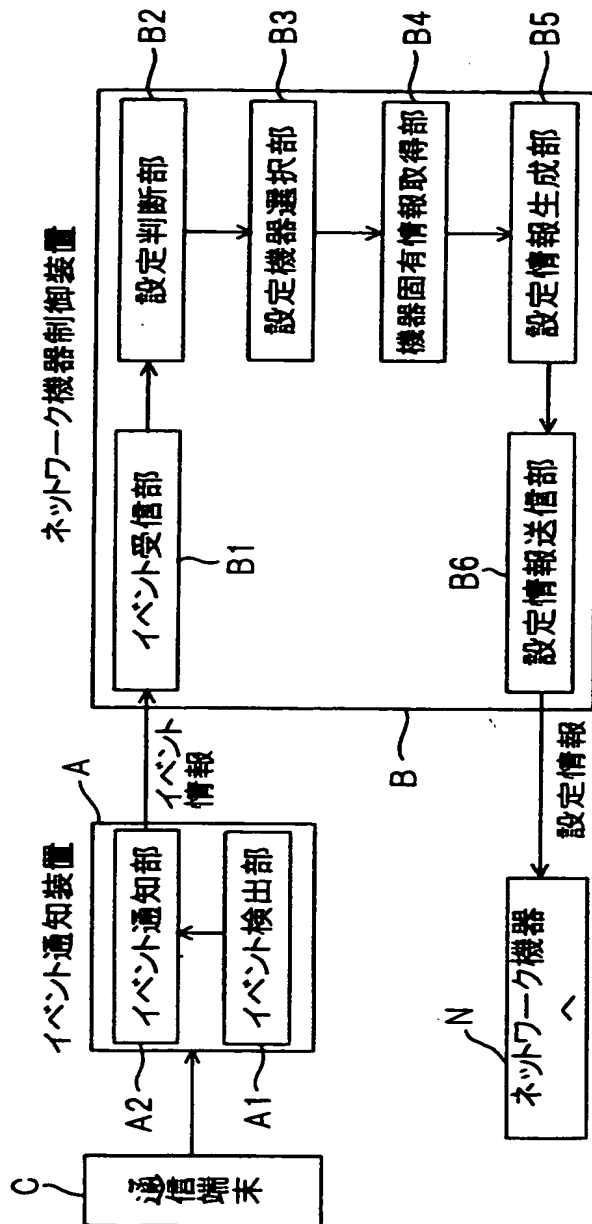 ネットワーク機器制御装置
B2
設定判断部
B3
設定機器選択部
B4
機器固有情報取得部
B5
設定情報生成部
イベント受信部
B1
B6
設定情報送信部
B
イベント通知装置
A
イベント
情報
イベント通知部
A2
イベント検出部
A1
設定情報
N
ネットワーク機器
へ
C
通信端末